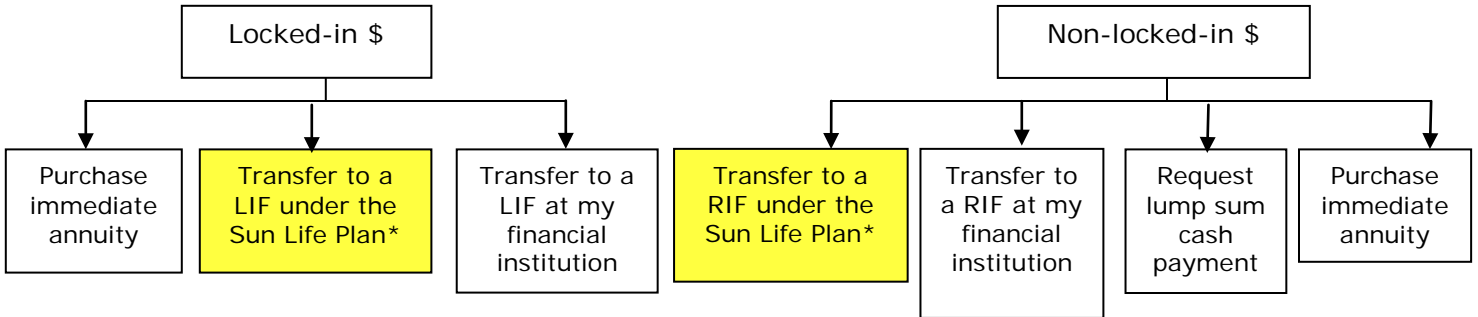 Locked-in $
Non-locked-in $
Purchase
immediate
annuity
Transfer to a
LIF under the
Sun Life Plan*
Transfer to a
LIF at my
financial
institution
Transfer to a
RIF under the
Sun Life Plan*
Transfer to
a RIF at my
financial
institution
Request
lump sum
cash
payment
Purchase
immediate
annuity